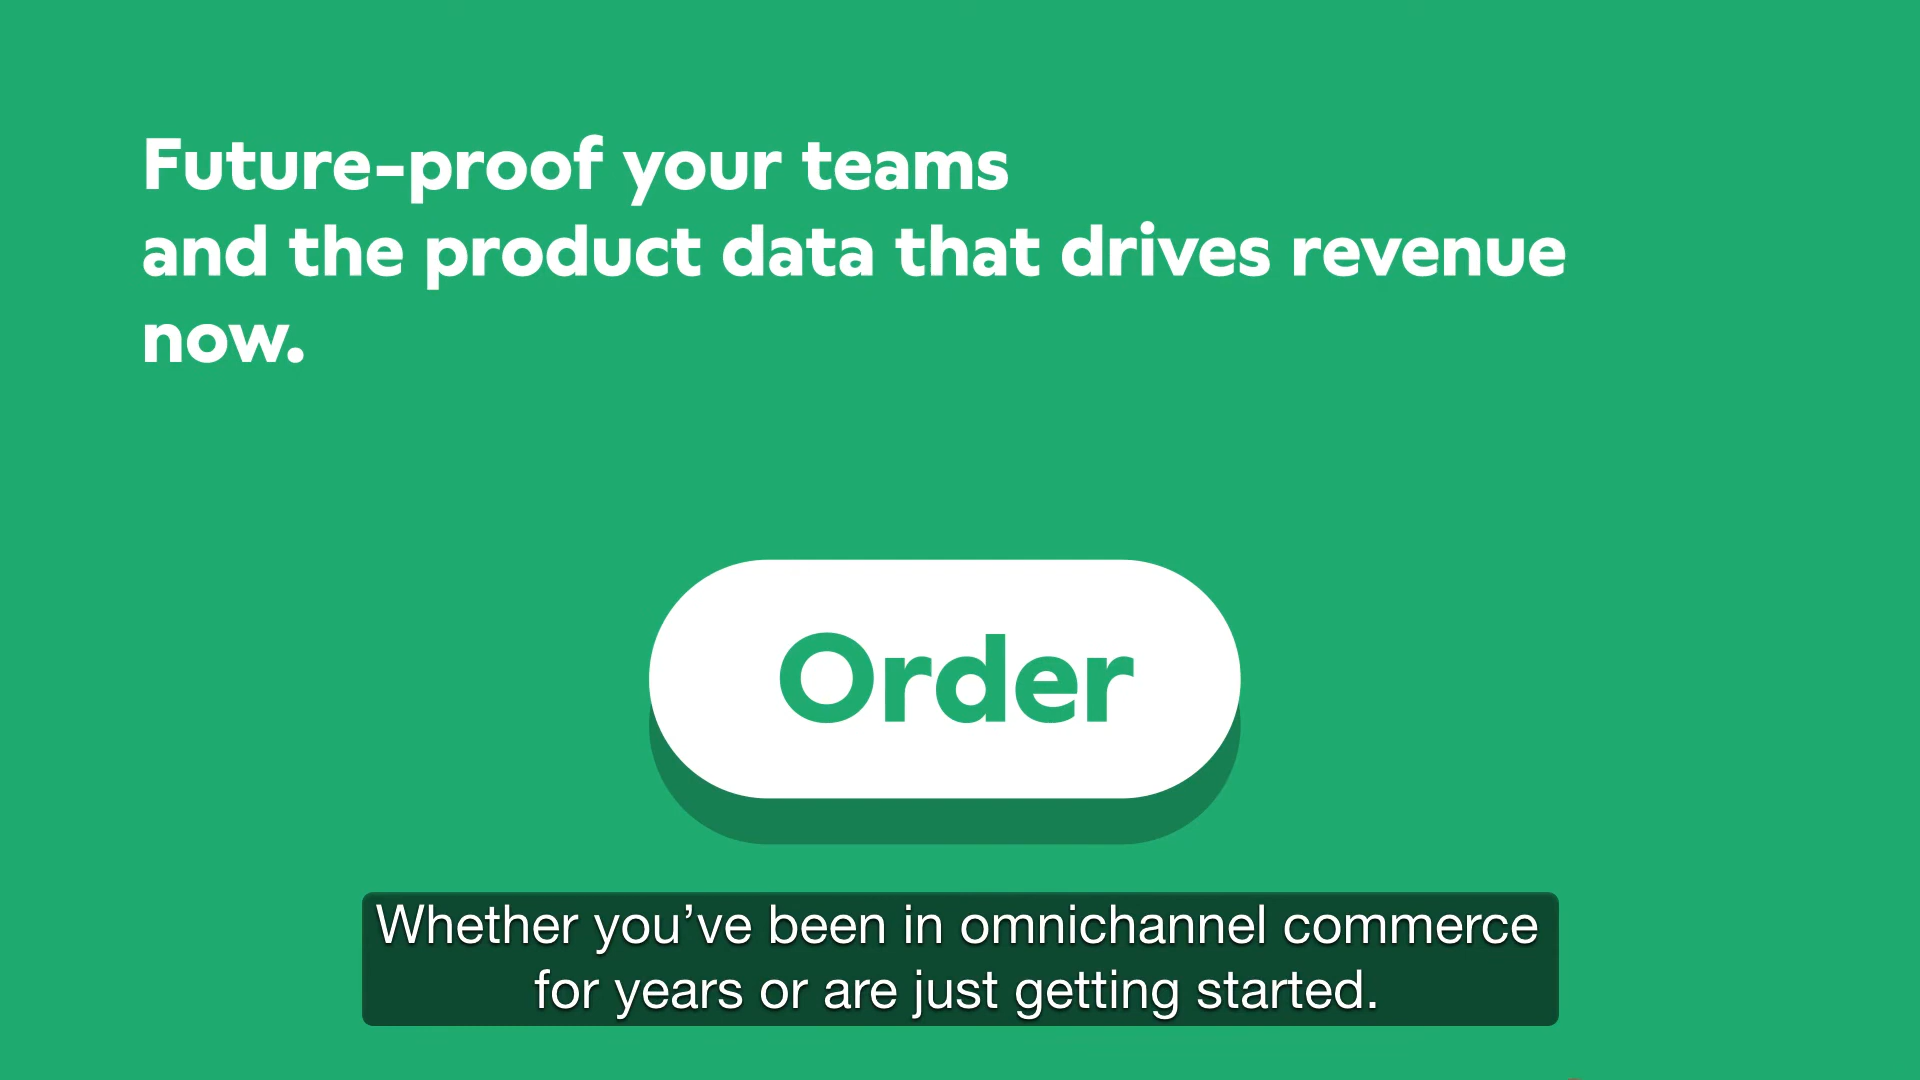 Future-proof your teams
and the product data that drives revenue
now.
Order
Whether you’ve been in omnichannel commerce
for years or are just getting started.